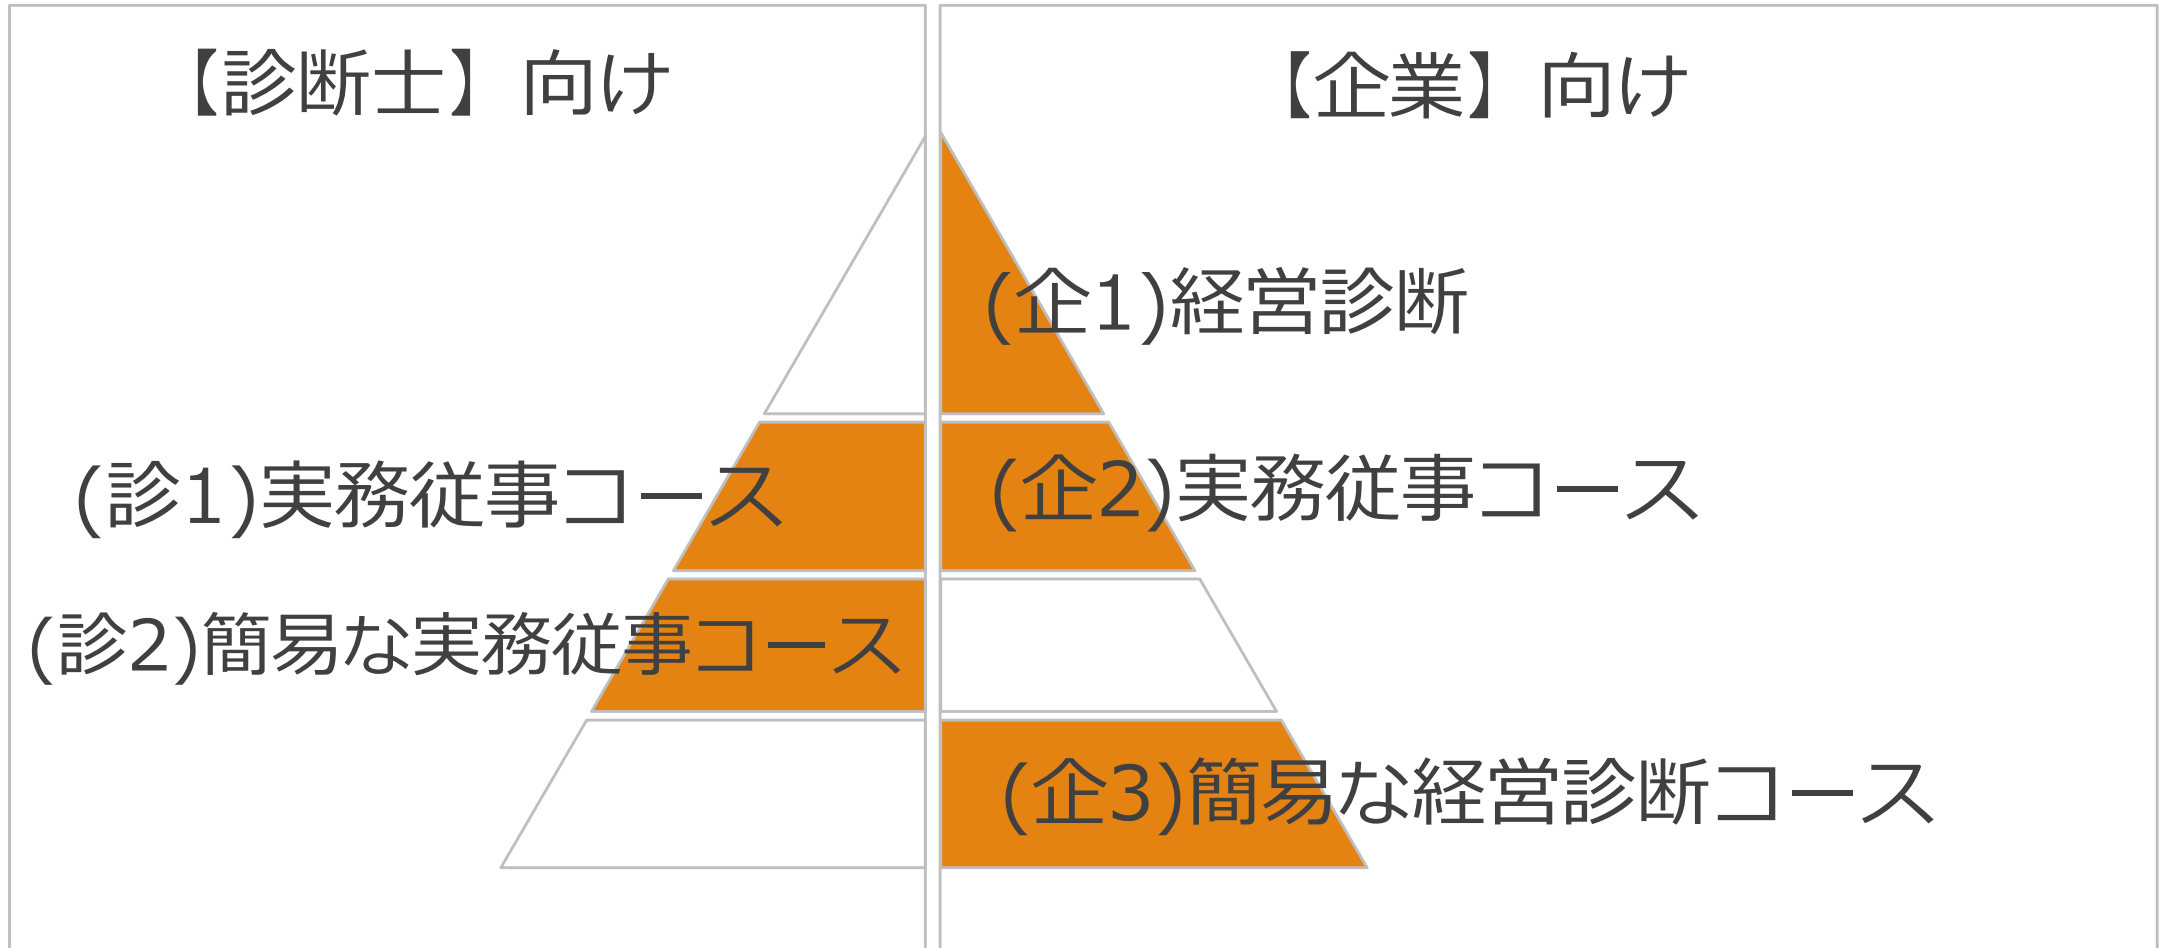 【診断士】向け
(診1)実務従事コース
(診2)簡易な実務従事コース
【企業】向け
(企1)経営診断
(企2)実務従事コース
(企3)簡易な経営診断コース